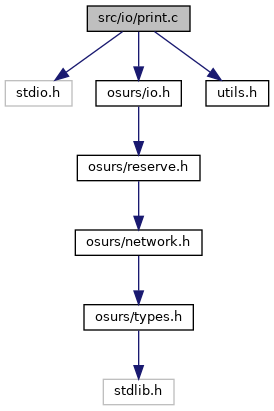 src/io/print.c
stdio.h
osurs/io.h
utils.h
osurs/reserve.h
osurs/network.h
osurs/types.h
stdlib.h